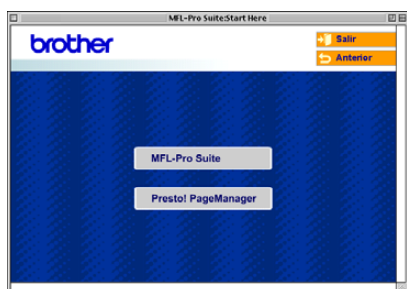 MFL-Pro Suite:Start Here
brother
Salir
Anterior
MFL-Pro Suite
Presto! PageManager